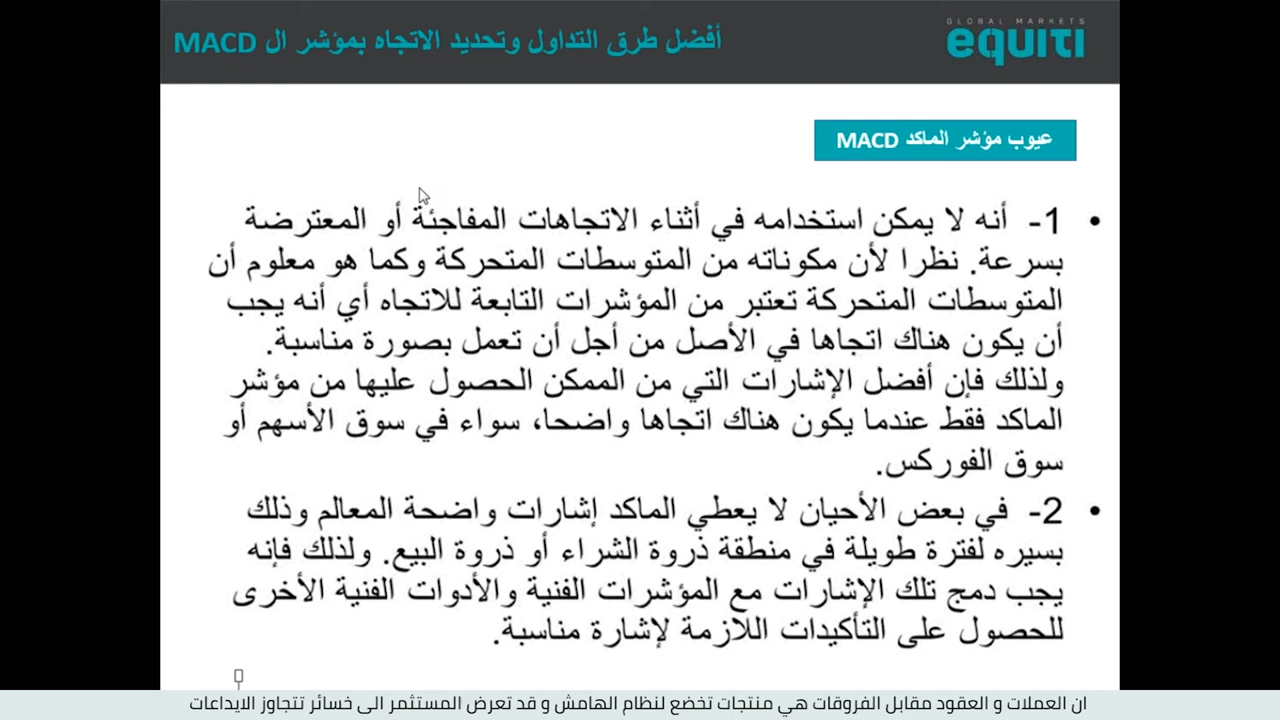 GLOBAL MARKETS
equiti
أفضل طرق التداول وتحديد الاتجاه بمؤشر ال MACD
عيوب مؤشر الماكد MACD
• 1- أنه لا يمكن استخدامه في أثناء الاتجاهات المفاجئة أو المعترضة
بسرعة. نظرا لأن مكوناته من المتوسطات المتحركة وكما هو معلوم أن
المتوسطات المتحركة تعتبر من المؤشرات التابعة للاتجاه أي أنه يجب
أن يكون هناك اتجاها في الأصل من أجل أن تعمل بصورة مناسبة.
ولذلك فإن أفضل الإشارات التي من الممكن الحصول عليها من مؤشر
الماكد فقط عندما يكون هناك اتجاها واضحا، سواء في سوق الأسهم أو
سوق الفوركس.
• 2- في بعض الأحيان لا يعطي الماكد إشارات واضحة المعالم وذلك
بسيره لفترة طويلة في منطقة ذروة الشراء أو ذروة البيع. ولذلك فإنه
يجب دمج تلك الإشارات مع المؤشرات الفنية والأدوات الفنية الأخرى
للحصول على التأكيدات اللازمة لإشارة مناسبة.
ان العملات و العقود مقابل الفروقات هي منتجات تخضع لنظام الهامش و قد تعرض المستثمر الى خسائر تتجاوز الايداعات